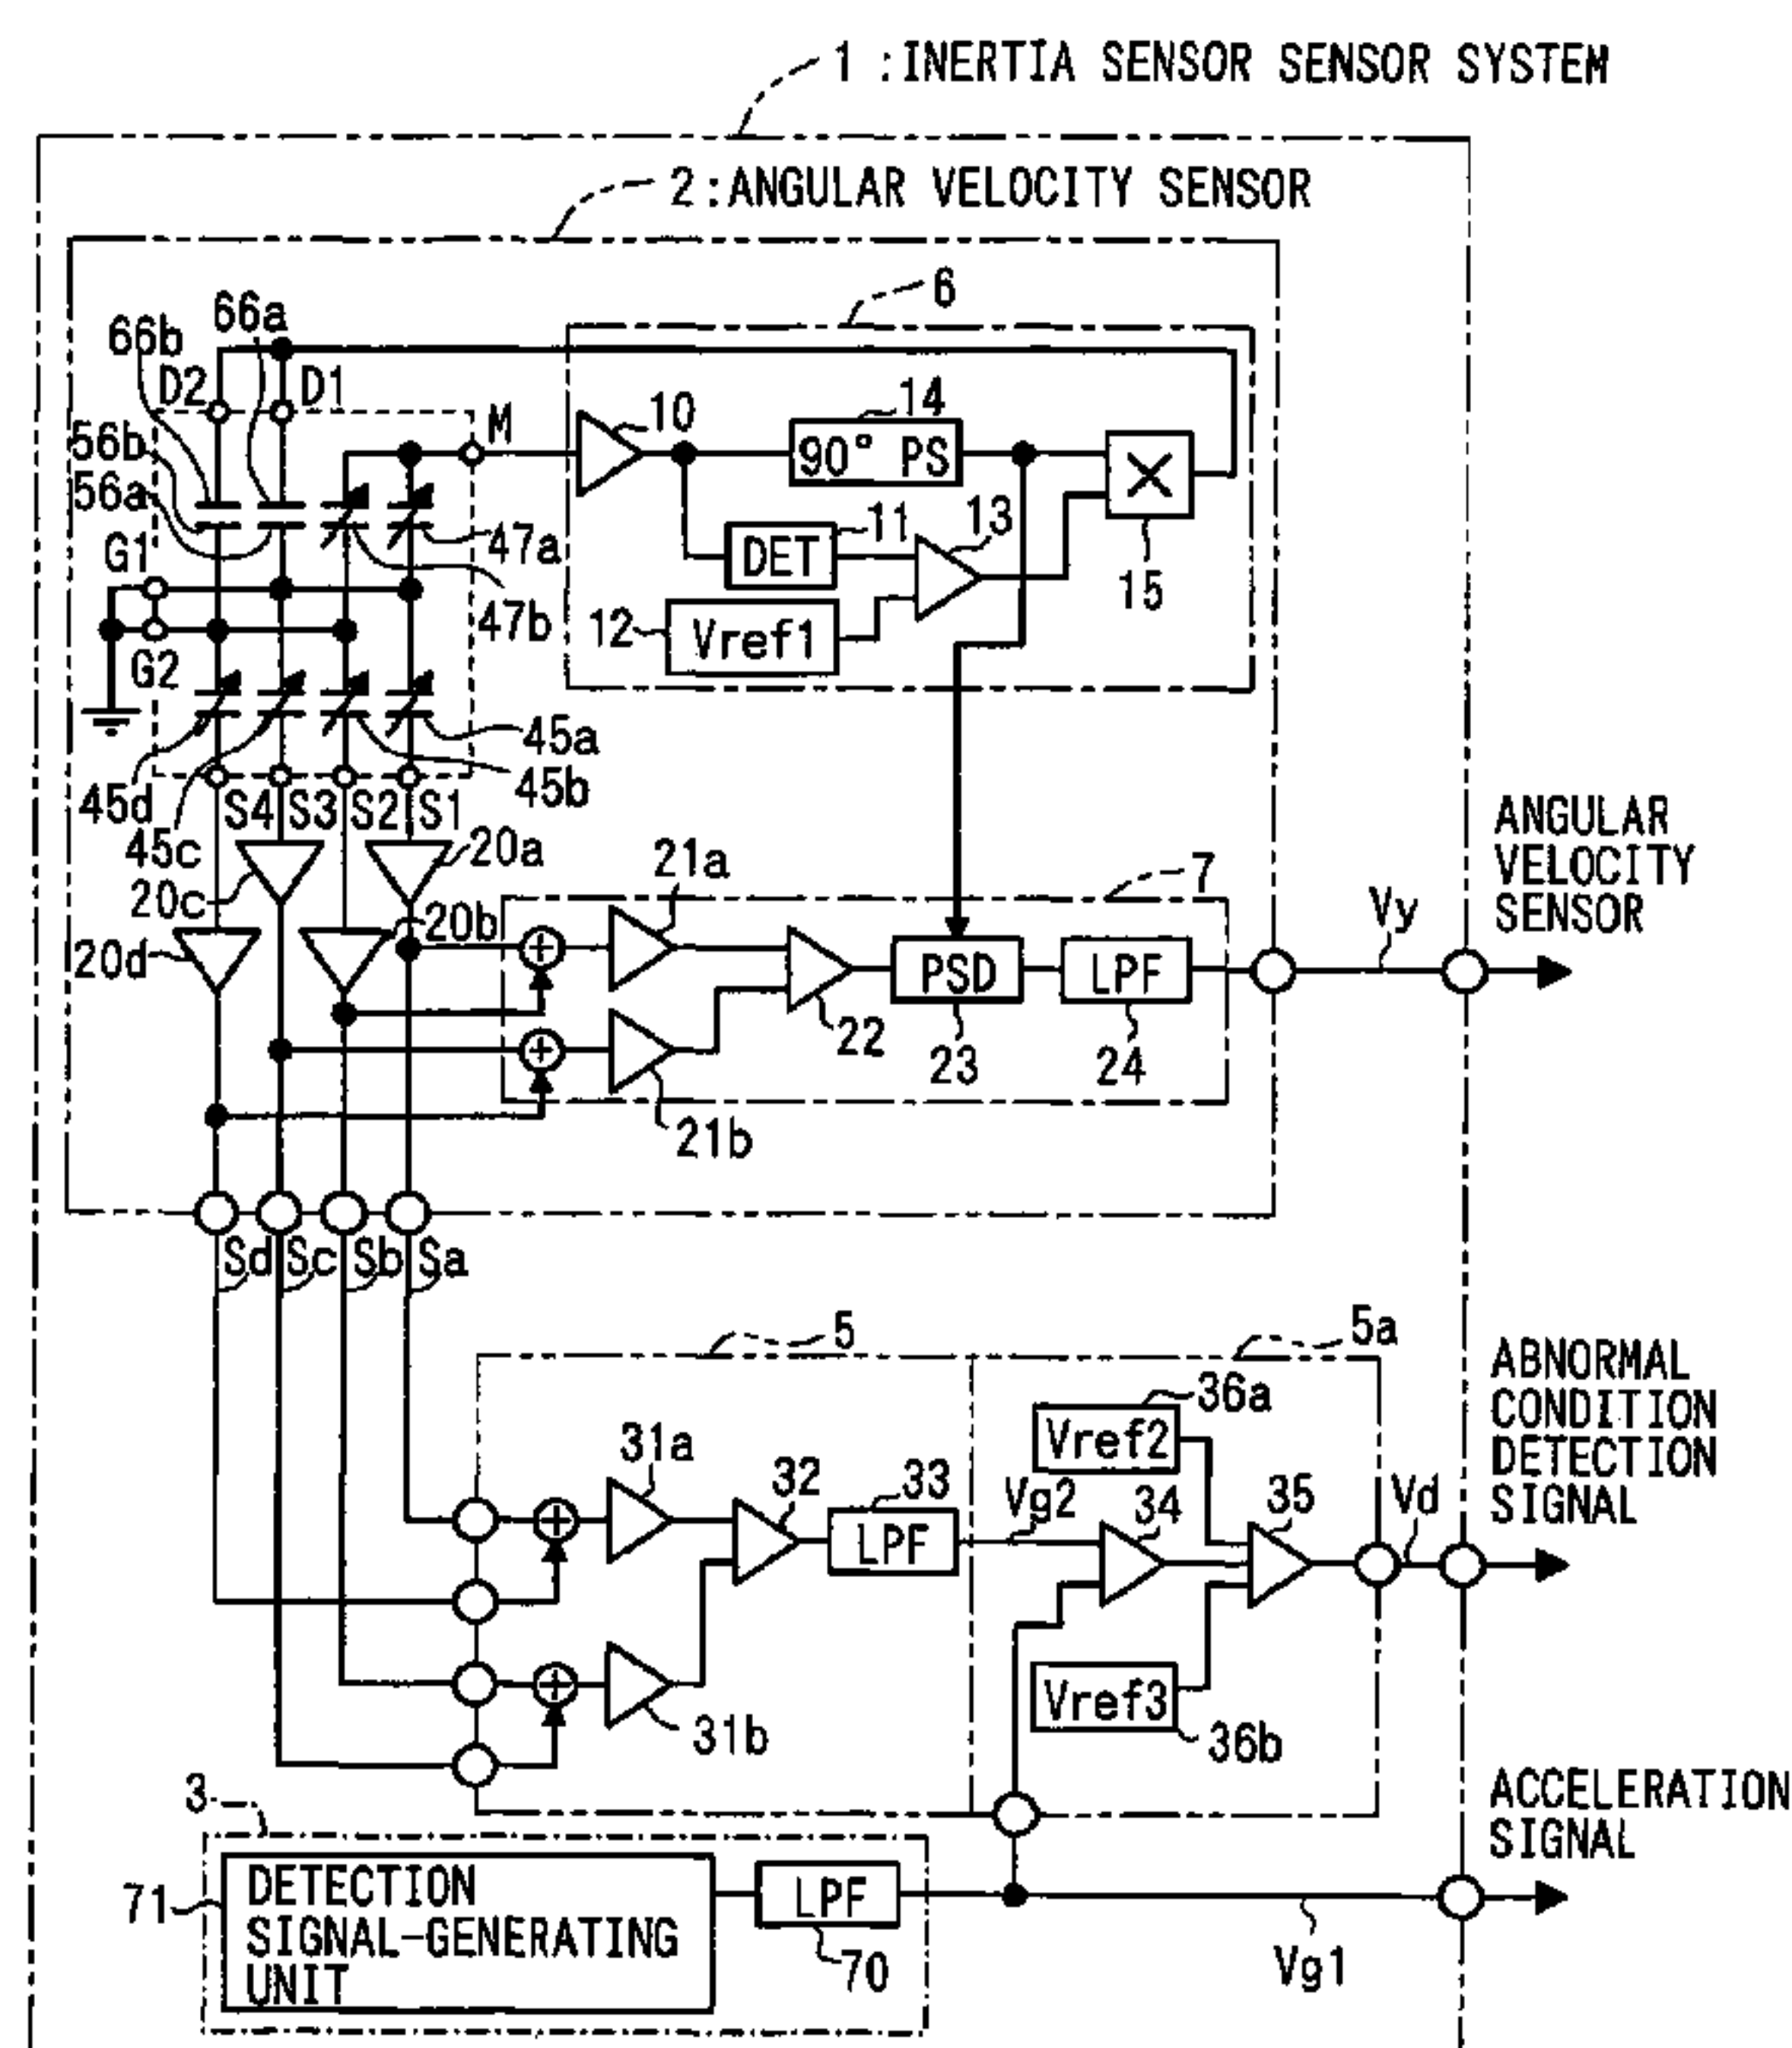 1 :INERTIA SENSOR SENSOR SYSTEM
2:ANGULAR VELOCITY SENSOR
6
66a
66b
D2
D1
M
10
14
90° PS
56b
56a
47a
11
DET
13
15
G1
47b
12
Vref1
G2
45a
45b
45d
45c
S4
S3
S2
S1
20a
20c
20b
20d
21a
7
PSD
LPF
22
23
24
21b
Vy
ANGULAR
VELOCITY
SENSOR
Sd
Sc
Sb
Sa
5
5a
36a
Vref2
31a
32
33
LPF
Vg2
34
35
Vd
ABNORMAL
CONDITION
DETECTION
SIGNAL
31b
Vref3
36b
3
71
DETECTION
SIGNAL-GENERATING
UNIT
LPF
70
Vg1
ACCELERATION
SIGNAL